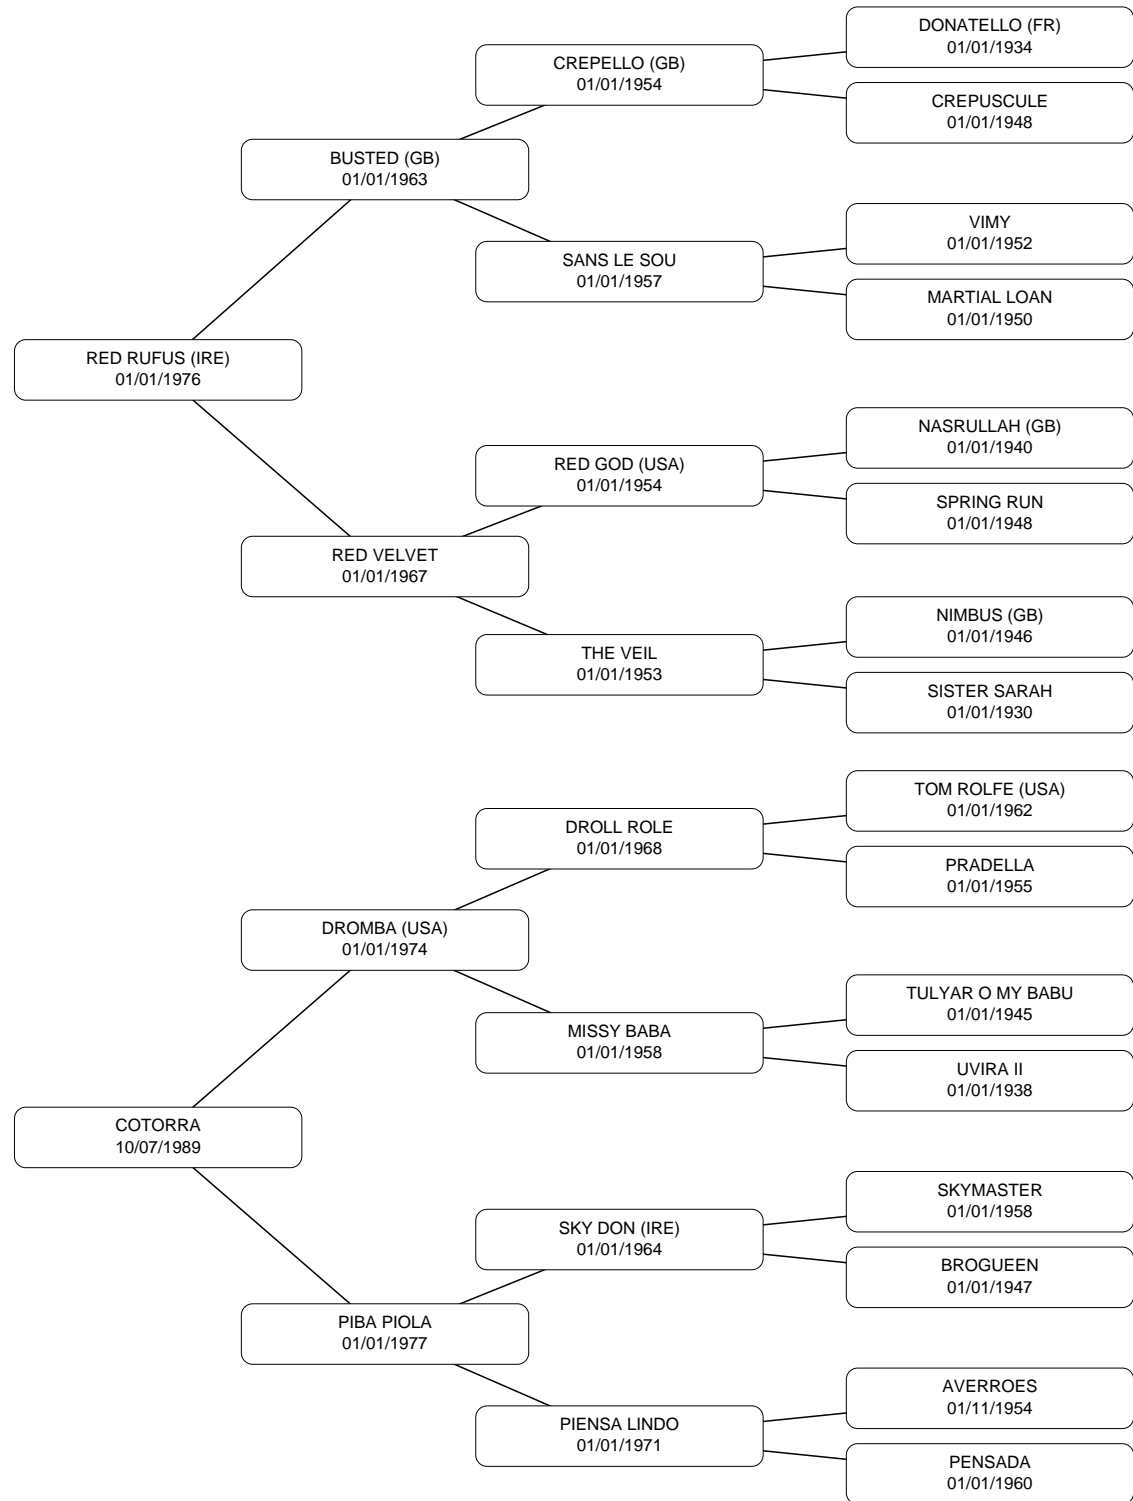 DONATELLO (FR)
01/01/1934
CREPELLO (GB)
01/01/1954
CREPUSCULE
01/01/1948
BUSTED (GB)
01/01/1963
VIMY
01/01/1952
SANS LE SOU
01/01/1957
MARTIAL LOAN
01/01/1950
RED RUFUS (IRE)
01/01/1976
NASRULLAH (GB)
01/01/1940
RED GOD (USA)
01/01/1954
SPRING RUN
01/01/1948
RED VELVET
01/01/1967
NIMBUS (GB)
01/01/1946
THE VEIL
01/01/1953
SISTER SARAH
01/01/1930
TOM ROLFE (USA)
01/01/1962
DROLL ROLE
01/01/1968
PRADELLA
01/01/1955
DROMBA (USA)
01/01/1974
TULYAR O MY BABU
01/01/1945
MISSY BABA
01/01/1958
UVIRA II
01/01/1938
COTORRA
10/07/1989
SKYMASTER
01/01/1958
SKY DON (IRE)
01/01/1964
BROGUEEN
01/01/1947
PIBA PIOLA
01/01/1977
AVERROES
01/11/1954
PIENSA LINDO
01/01/1971
PENSADA
01/01/1960